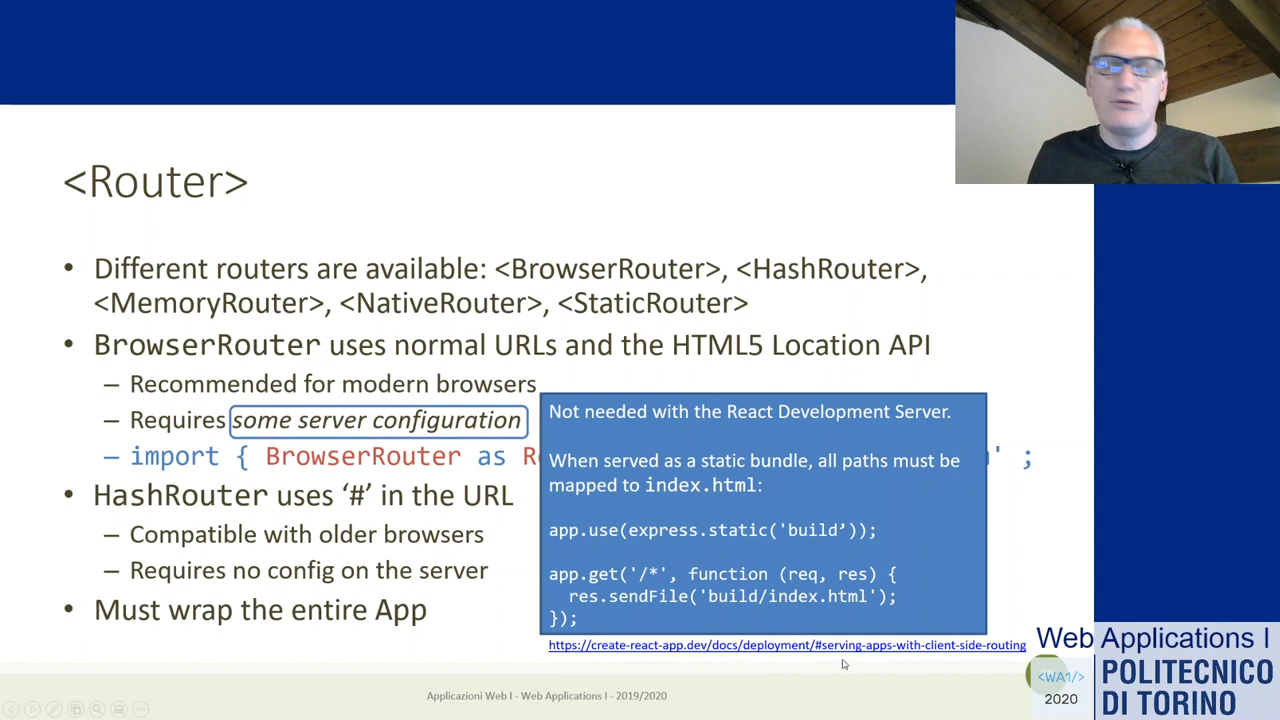 <Router>
• Different routers are available: <BrowserRouter>, <HashRouter>,
<MemoryRouter>, <NativeRouter>, <StaticRouter>
• BrowserRouter uses normal URLs and the HTML5 Location API
– Recommended for modern browsers
– Requires some server configuration
– import { BrowserRouter as R ' ;
• HashRouter uses ‘#’ in the URL
– Compatible with older browsers
– Requires no config on the server
• Must wrap the entire App
Not needed with the React Development Server.
When served as a static bundle, all paths must be
mapped to index.html:
app.use(express.static('build’));
app.get('/*', function (req, res) {
res.sendFile('build/index.html');
});
https://create-react-app.dev/docs/deployment/#serving-apps-with-client-side-routing
Applicazioni Web I - Web Applications I - 2019/2020
Web Applications I
<WA1/>
2020
POLITECNICO
DI TORINO